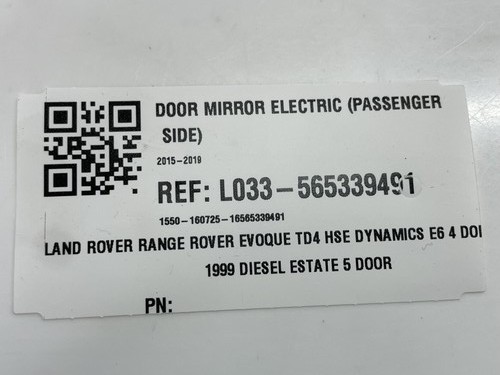 DOOR MIRROR ELECTRIC (PASSENGER
SIDE)
2015-2019
REF: L033-565339491
1550-160725-16565339491
LAND ROVER RANGE ROVER EVOQUE TD4 HSE DYNAMICS E6 4 DO
1999 DIESEL ESTATE 5 DOOR
PN: